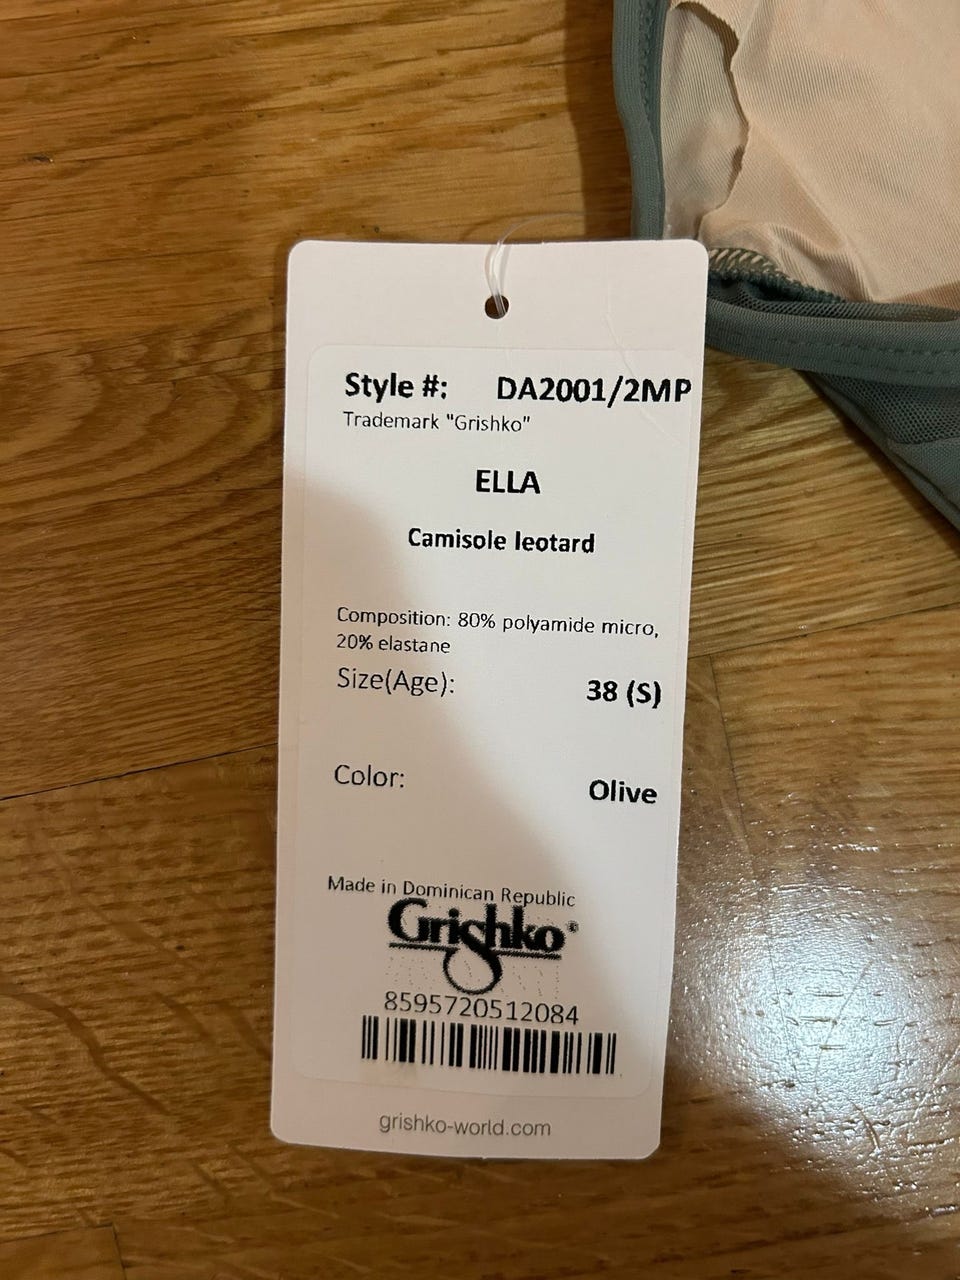 Style #: DA2001/2MP
Trademark "Grishko"
ELLA
Camisole leotard
Composition: 80% polyamide micro,
20% elastane
Size(Age): 38 (S)
Color: Olive
Made in Dominican Republic
Grishko®
8595720512084
grishko-world.com